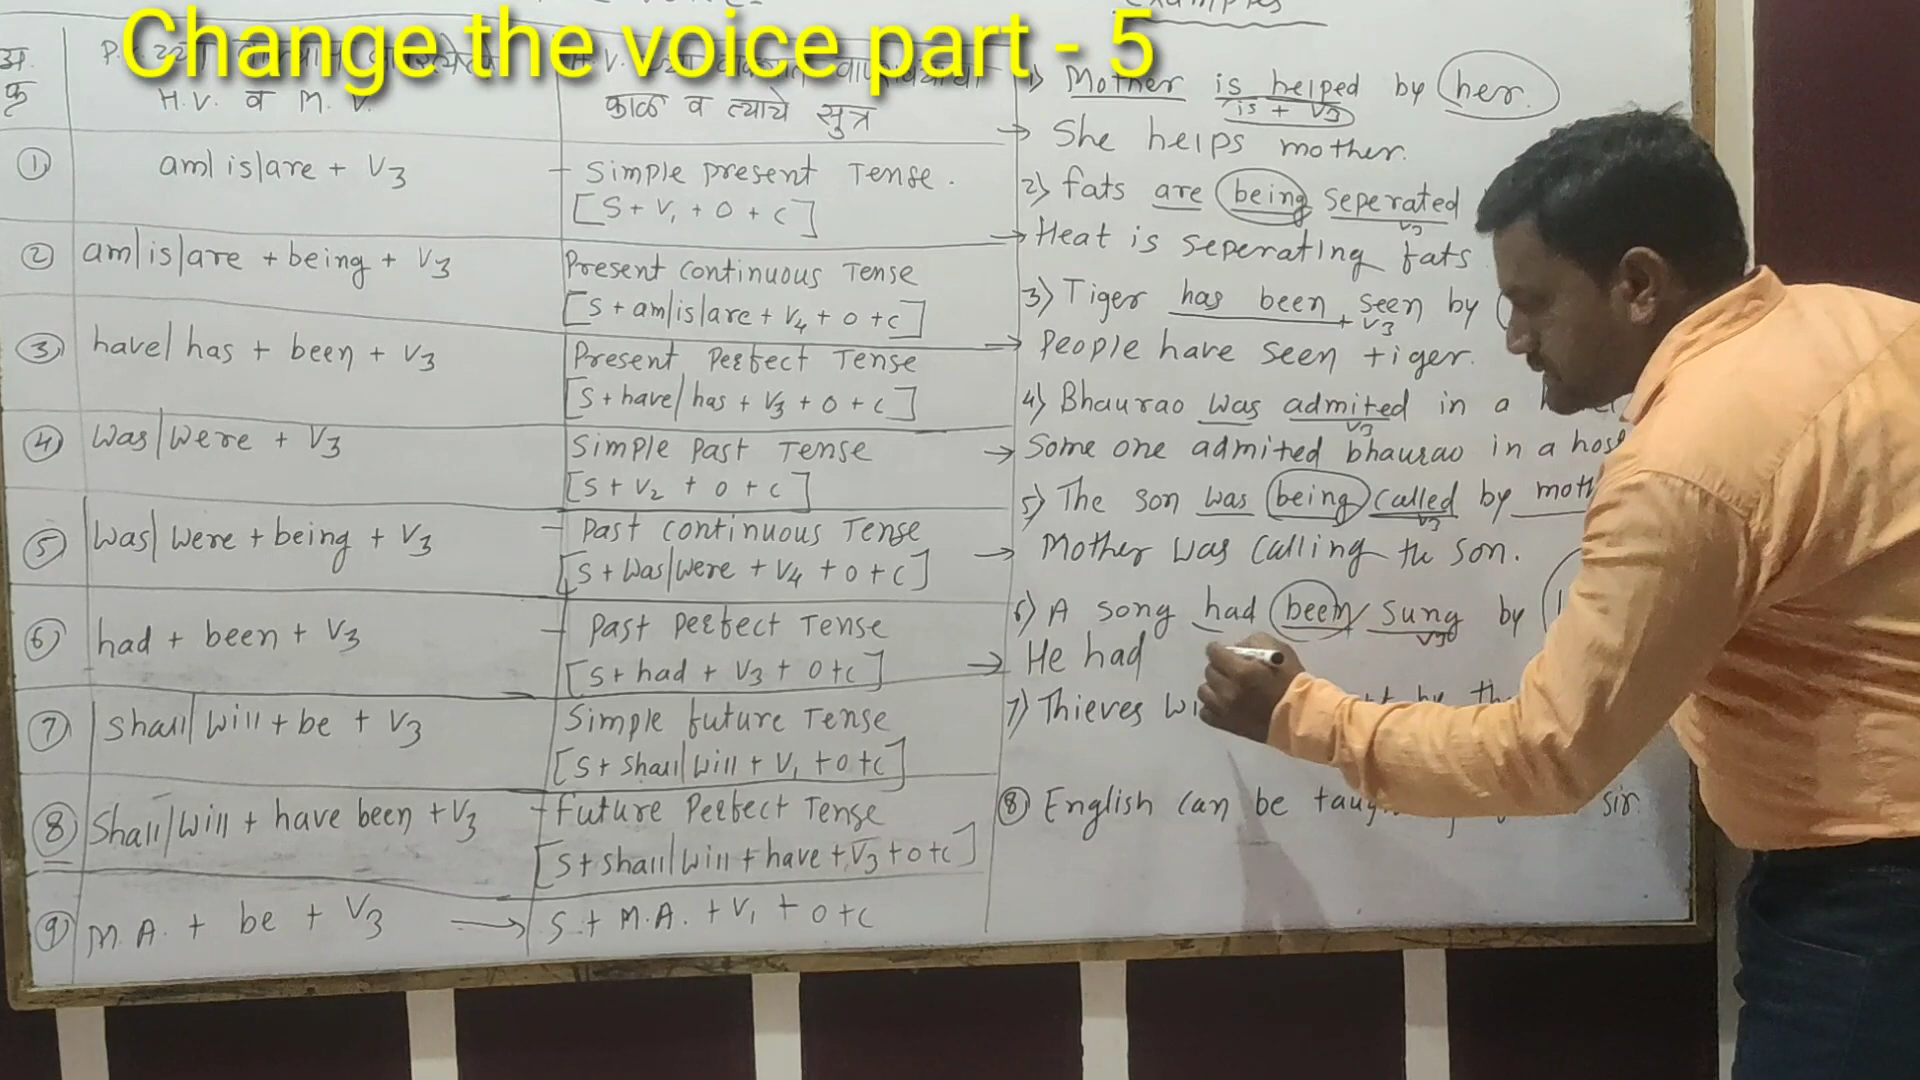 Change the voice part - 5
Examples
अ.
क्र
H.V. व M.V.
काळ व त्याचे सुत्र
① am/is/are + V3
- Simple present Tense.
[S + V1 + O + C]
② am/is/are + being + V3
Present continuous Tense
[S + am/is/are + V4 + O + C]
③ have/has + been + V3
Present Perfect Tense
[S + have/has + V3 + O + C]
④ Was/Were + V3
Simple Past Tense
[S + V2 + O + C]
⑤ Was/Were + being + V3
- Past continuous Tense
[S + Was/Were + V4 + O + C]
⑥ had + been + V3
- Past Perfect Tense
[S + had + V3 + O + C]
⑦ Shall/Will + be + V3
Simple future Tense
[S + Shall/Will + V1 + O + C]
⑧ Shall/Will + have been + V3
- Future Perfect Tense
[S + Shall/Will + have + V3 + O + C]
⑨ M.A. + be + V3 → S + M.A. + V1 + O + C
1) Mother is helped by her.
is + V3
→ She helps mother.
2) fats are being seperated
V3
→ Heat is seperating fats
3) Tiger has been seen by
+ V3
→ People have seen tiger.
4) Bhaurao was admited in a
V3
→ Some one admited bhaurao in a
5) The son was being called by
V3
→ Mother was calling the son.
6) A song had been sung by
V3
→ He had
7) Thieves
⑧ English can be sir.